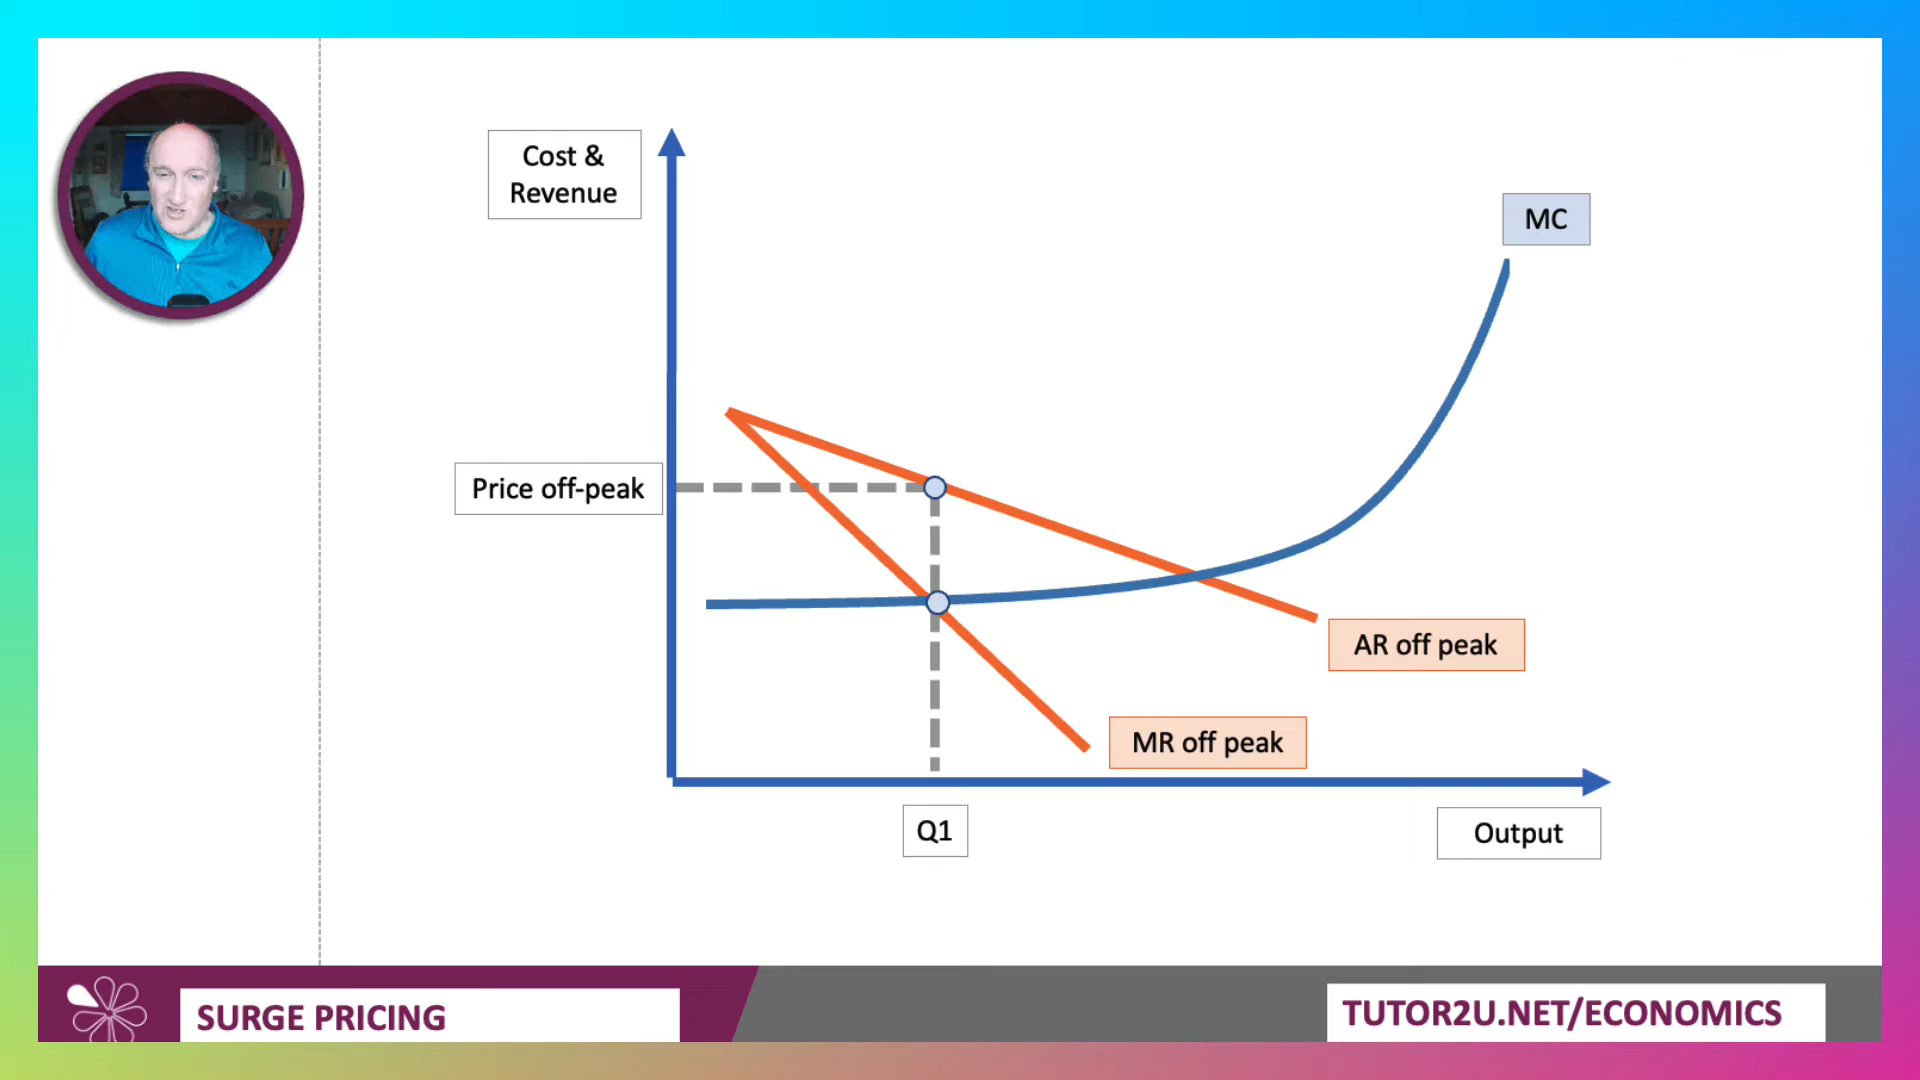 Cost &
Revenue
MC
Price off-peak
AR off peak
MR off peak
Q1
Output
SURGE PRICING
TUTOR2U.NET/ECONOMICS